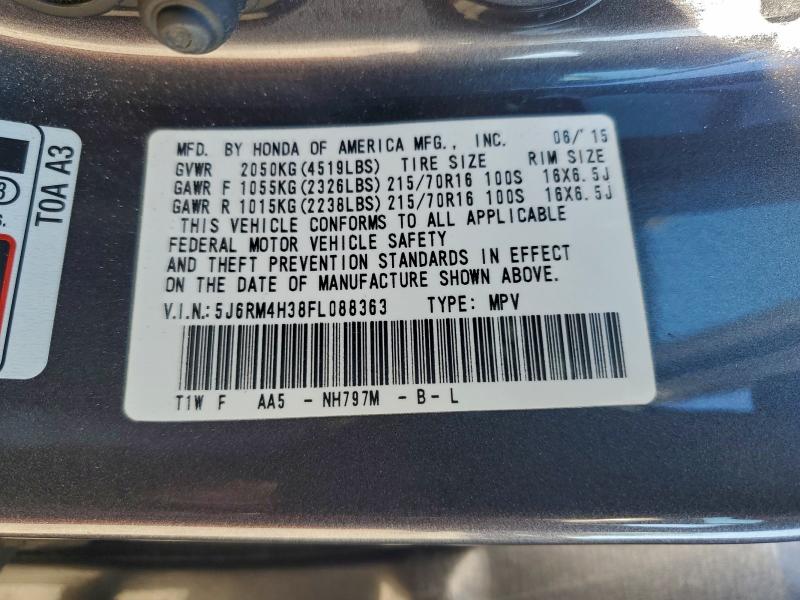 MFD. BY HONDA OF AMERICA MFG., INC. 06/'15
GVWR 2050KG(4519LBS) TIRE SIZE RIM SIZE
GAWR F 1055KG(2326LBS) 215/70R16 100S 16X6.5J
GAWR R 1015KG(2238LBS) 215/70R16 100S 16X6.5J
THIS VEHICLE CONFORMS TO ALL APPLICABLE
FEDERAL MOTOR VEHICLE SAFETY
AND THEFT PREVENTION STANDARDS IN EFFECT
ON THE DATE OF MANUFACTURE SHOWN ABOVE.
V.I.N.: 5J6RM4H38FL088363 TYPE: MPV
T1W F AA5 - NH797M - B - L
T0A A3